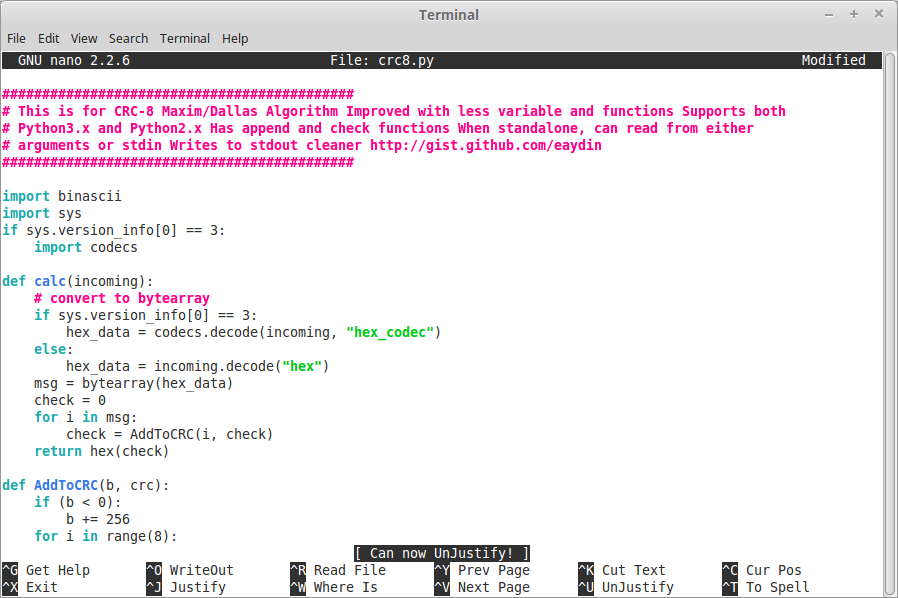 Terminal
File Edit View Search Terminal Help
GNU nano 2.2.6 File: crc8.py Modified
############################################
# This is for CRC-8 Maxim/Dallas Algorithm Improved with less variable and functions Supports both
# Python3.x and Python2.x Has append and check functions When standalone, can read from either
# arguments or stdin Writes to stdout cleaner http://gist.github.com/eaydin
############################################
import binascii
import sys
if sys.version_info[0] == 3:
    import codecs
def calc(incoming):
    # convert to bytearray
    if sys.version_info[0] == 3:
        hex_data = codecs.decode(incoming, "hex_codec")
    else:
        hex_data = incoming.decode("hex")
    msg = bytearray(hex_data)
    check = 0
    for i in msg:
        check = AddToCRC(i, check)
    return hex(check)
def AddToCRC(b, crc):
    if (b < 0):
        b += 256
    for i in range(8):
[ Can now UnJustify! ]
^G Get Help ^O WriteOut ^R Read File ^Y Prev Page ^K Cut Text ^C Cur Pos
^X Exit ^J Justify ^W Where Is ^V Next Page ^U UnJustify ^T To Spell